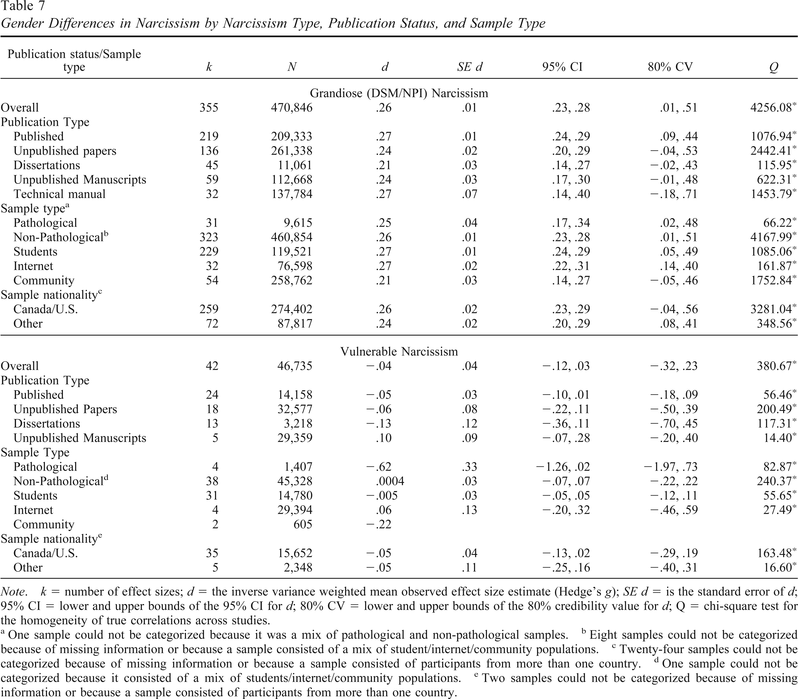 Table 7
Gender Differences in Narcissism by Narcissism Type, Publication Status, and Sample Type
Publication status/Sample type k N d SE d 95% CI 80% CV Q
Grandiose (DSM/NPI) Narcissism
Overall 355 470,846 .26 .01 .23, .28 .01, .51 4256.08*
Publication Type
Published 219 209,333 .27 .01 .24, .29 .09, .44 1076.94*
Unpublished papers 136 261,338 .24 .02 .20, .29 −.04, .53 2442.41*
Dissertations 45 11,061 .21 .03 .14, .27 −.02, .43 115.95*
Unpublished Manuscripts 59 112,668 .24 .03 .17, .30 −.01, .48 622.31*
Technical manual 32 137,784 .27 .07 .14, .40 −.18, .71 1453.79*
Sample typeᵃ
Pathological 31 9,615 .25 .04 .17, .34 .02, .48 66.22*
Non-Pathologicalᵇ 323 460,854 .26 .01 .23, .28 .01, .51 4167.99*
Students 229 119,521 .27 .01 .24, .29 .05, .49 1085.06*
Internet 32 76,598 .27 .02 .22, .31 .14, .40 161.87*
Community 54 258,762 .21 .03 .14, .27 −.05, .46 1752.84*
Sample nationalityᶜ
Canada/U.S. 259 274,402 .26 .02 .23, .29 −.04, .56 3281.04*
Other 72 87,817 .24 .02 .20, .29 .08, .41 348.56*
Vulnerable Narcissism
Overall 42 46,735 −.04 .04 −.12, .03 −.32, .23 380.67*
Publication Type
Published 24 14,158 −.05 .03 −.10, .01 −.18, .09 56.46*
Unpublished Papers 18 32,577 −.06 .08 −.22, .11 −.50, .39 200.49*
Dissertations 13 3,218 −.13 .12 −.36, .11 −.70, .45 117.31*
Unpublished Manuscripts 5 29,359 .10 .09 −.07, .28 −.20, .40 14.40*
Sample Type
Pathological 4 1,407 −.62 .33 −1.26, .02 −1.97, .73 82.87*
Non-Pathologicalᵈ 38 45,328 .0004 .03 −.07, .07 −.22, .22 240.37*
Students 31 14,780 −.005 .03 −.05, .05 −.12, .11 55.65*
Internet 4 29,394 .06 .13 −.20, .32 −.46, .59 27.49*
Community 2 605 −.22
Sample nationalityᵉ
Canada/U.S. 35 15,652 −.05 .04 −.13, .02 −.29, .19 163.48*
Other 5 2,348 −.05 .11 −.25, .16 −.40, .31 16.60*
Note. k = number of effect sizes; d = the inverse variance weighted mean observed effect size estimate (Hedge's g); SE d = is the standard error of d;
95% CI = lower and upper bounds of the 95% CI for d; 80% CV = lower and upper bounds of the 80% credibility value for d; Q = chi-square test for
the homogeneity of true correlations across studies.
ᵃ One sample could not be categorized because it was a mix of pathological and non-pathological samples. ᵇ Eight samples could not be categorized
because of missing information or because a sample consisted of a mix of student/internet/community populations. ᶜ Twenty-four samples could not be
categorized because of missing information or because a sample consisted of participants from more than one country. ᵈ One sample could not be
categorized because it consisted of a mix of students/internet/community populations. ᵉ Two samples could not be categorized because of missing
information or because a sample consisted of participants from more than one country.